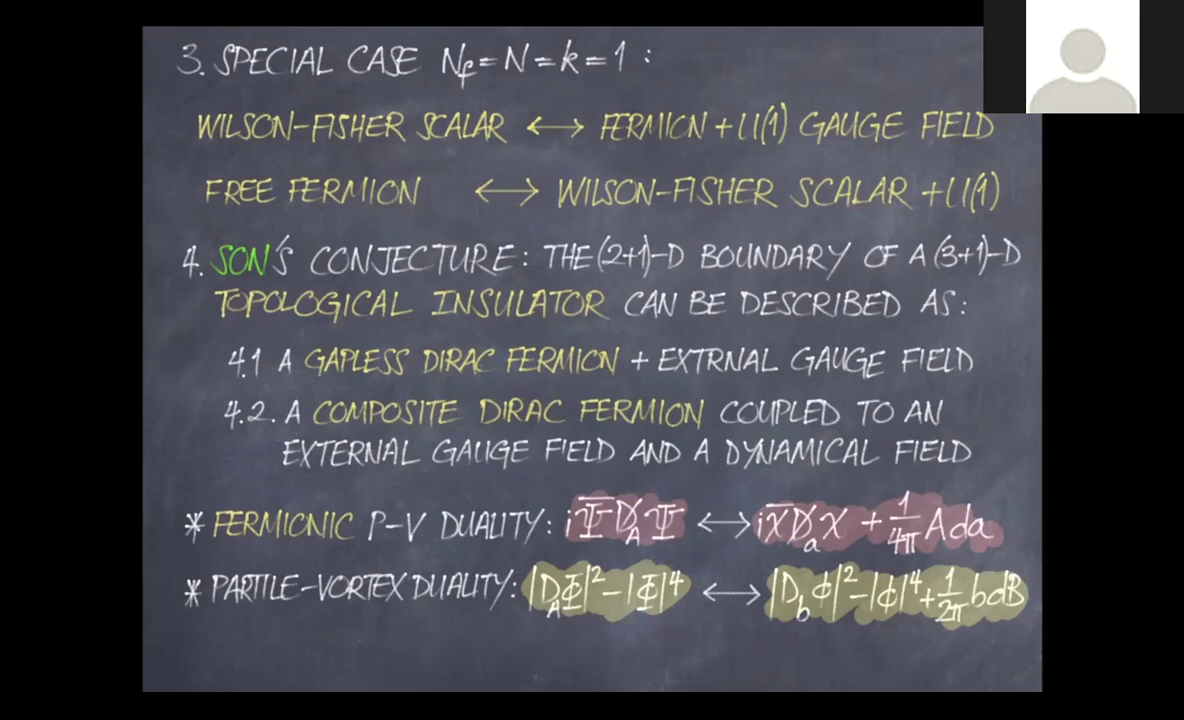 3. SPECIAL CASE N_f = N = k = 1 :
WILSON-FISHER SCALAR ⟷ FERMION + U(1) GAUGE FIELD
FREE FERMION ⟷ WILSON-FISHER SCALAR + U(1)
4. SON'S CONJECTURE: THE (2+1)-D BOUNDARY OF A (3+1)-D
TOPOLOGICAL INSULATOR CAN BE DESCRIBED AS:
4.1 A GAPLESS DIRAC FERMION + EXTRNAL GAUGE FIELD
4.2. A COMPOSITE DIRAC FERMION COUPLED TO AN
EXTERNAL GAUGE FIELD AND A DYNAMICAL FIELD
* FERMIONIC P-V DUALITY: iΨ̄D̸_AΨ ⟷ iχ̄D̸_aχ + 1/4π Ada
* PARTILE-VORTEX DUALITY: |D_AΦ|² - |Φ|⁴ ⟷ |D_bϕ|² - |ϕ|⁴ + 1/2π bdB